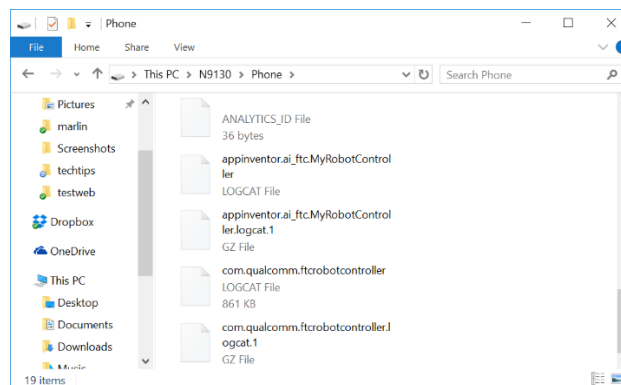 Phone
File Home Share View
This PC > N9130 > Phone >
Search Phone
Pictures
marlin
Screenshots
techtips
testweb
Dropbox
OneDrive
This PC
Desktop
Documents
Downloads
Music
ANALYTICS_ID File
36 bytes
appinventor.ai_ftc.MyRobotControl
ler
LOGCAT File
appinventor.ai_ftc.MyRobotControl
ler.logcat.1
GZ File
com.qualcomm.ftcrobotcontroller
LOGCAT File
861 KB
com.qualcomm.ftcrobotcontroller.l
ogcat.1
GZ File
19 items